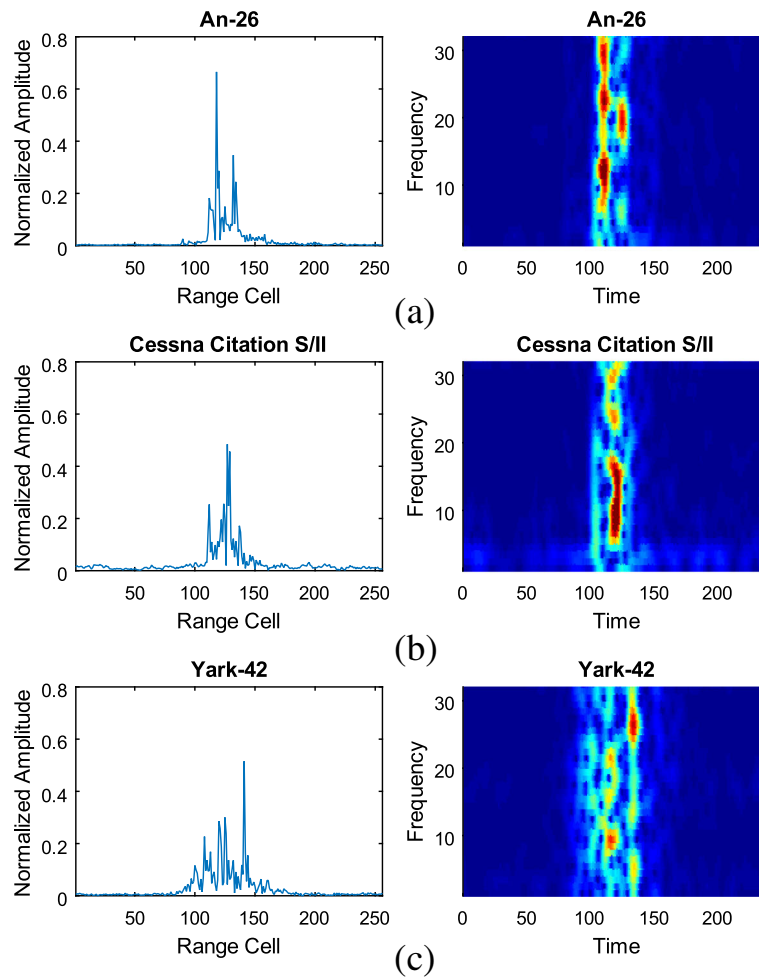 An-26
Normalized Amplitude
0.8
0.6
0.4
0.2
0
50 100 150 200 250
Range Cell
An-26
Frequency
30
20
10
0 50 100 150 200
Time
(a)
Cessna Citation S/II
Normalized Amplitude
0.8
0.6
0.4
0.2
0
50 100 150 200 250
Range Cell
Cessna Citation S/II
Frequency
30
20
10
0 50 100 150 200
Time
(b)
Yark-42
Normalized Amplitude
0.8
0.6
0.4
0.2
0
50 100 150 200 250
Range Cell
Yark-42
Frequency
30
20
10
0 50 100 150 200
Time
(c)